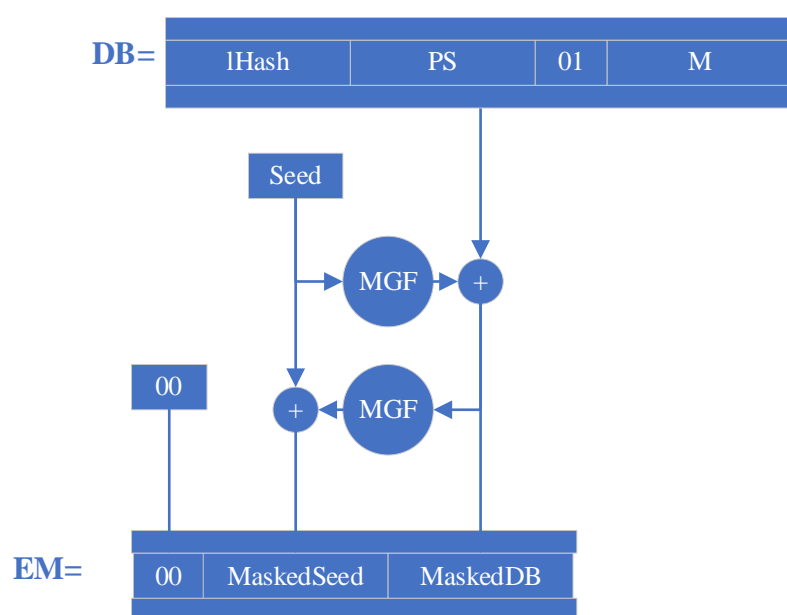 DB= lHash PS 01 M
Seed
MGF +
00 + MGF
EM= 00 MaskedSeed MaskedDB